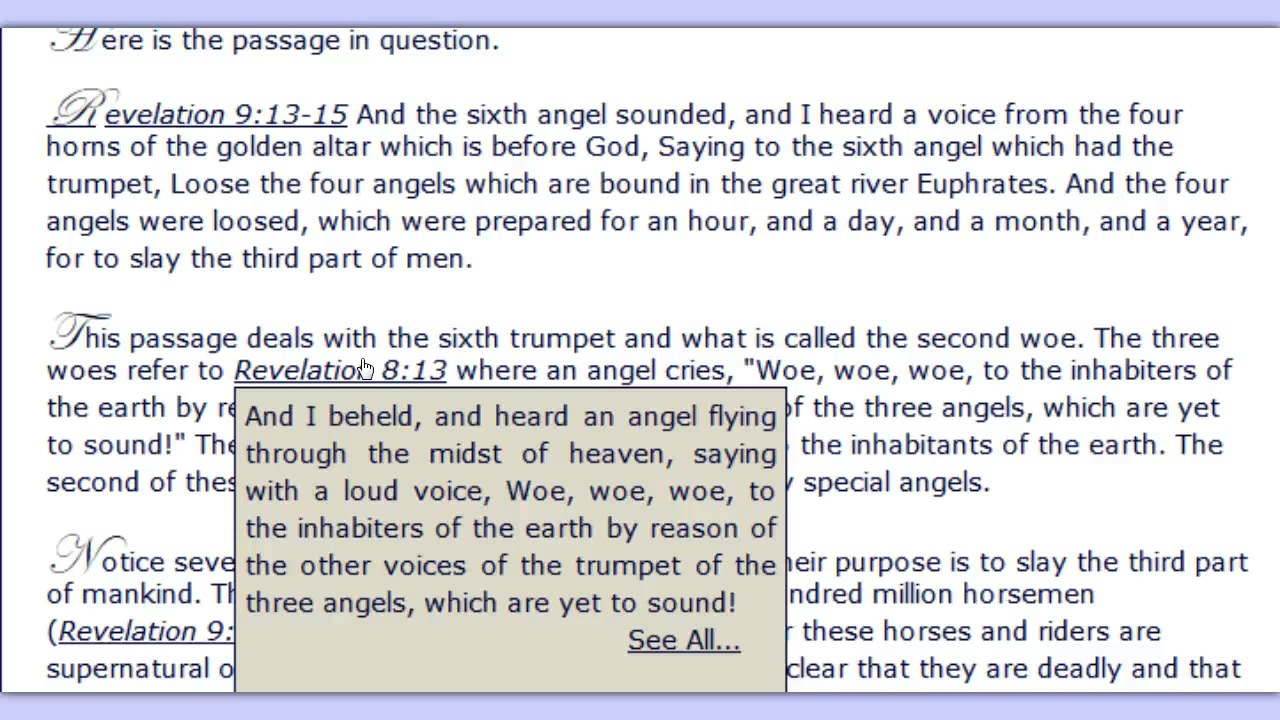 Here is the passage in question.
Revelation 9:13-15 And the sixth angel sounded, and I heard a voice from the four
horns of the golden altar which is before God, Saying to the sixth angel which had the
trumpet, Loose the four angels which are bound in the great river Euphrates. And the four
angels were loosed, which were prepared for an hour, and a day, and a month, and a year,
for to slay the third part of men.
This passage deals with the sixth trumpet and what is called the second woe. The three
woes refer to Revelation 8:13 where an angel cries, "Woe, woe, woe, to the inhabiters of
the earth by of the three angels, which are yet
to sound!" The the inhabitants of the earth. The
second of special angels.
And I beheld, and heard an angel flying
through the midst of heaven, saying
with a loud voice, Woe, woe, woe, to
the inhabiters of the earth by reason of
the other voices of the trumpet of the
three angels, which are yet to sound!
See All...
Notice their purpose is to slay the third part
of mankind. horsemen
(Revelation 9: these horses and riders are
supernatural clear that they are deadly and that